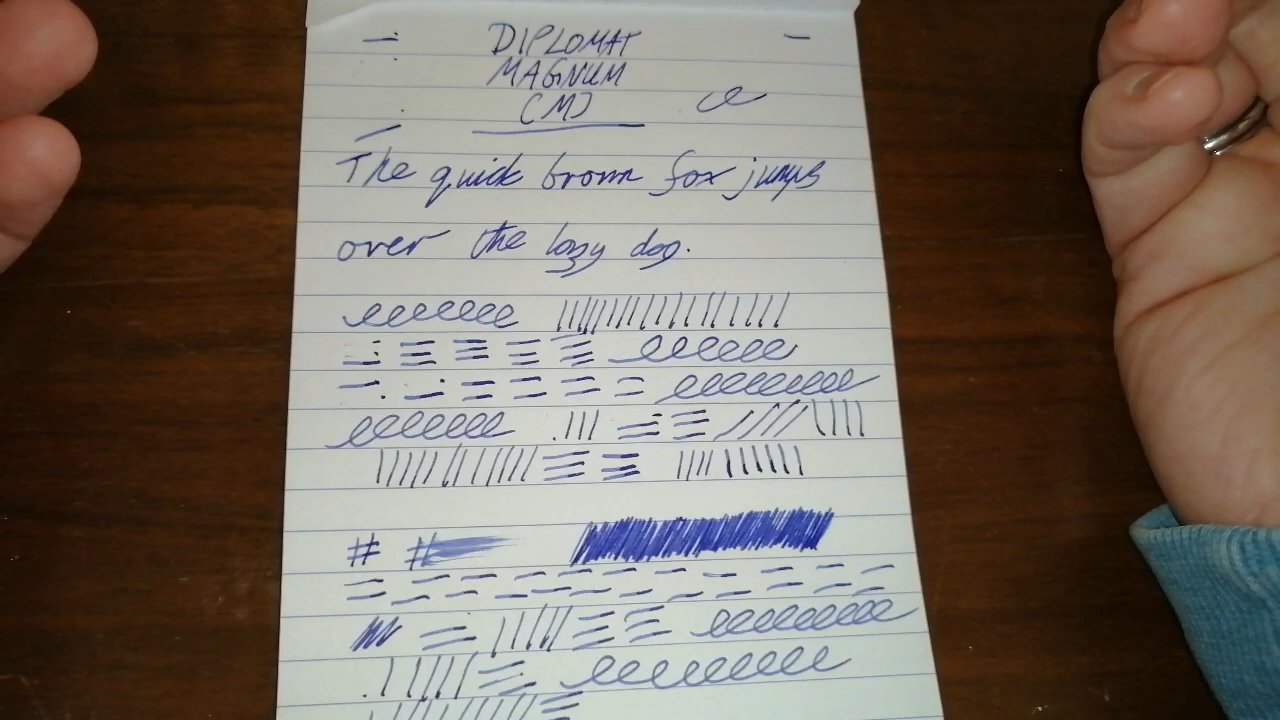 DIPLOMAT
MAGNUM
(M)
The quick brown fox jumps
over the lazy dog.
# #